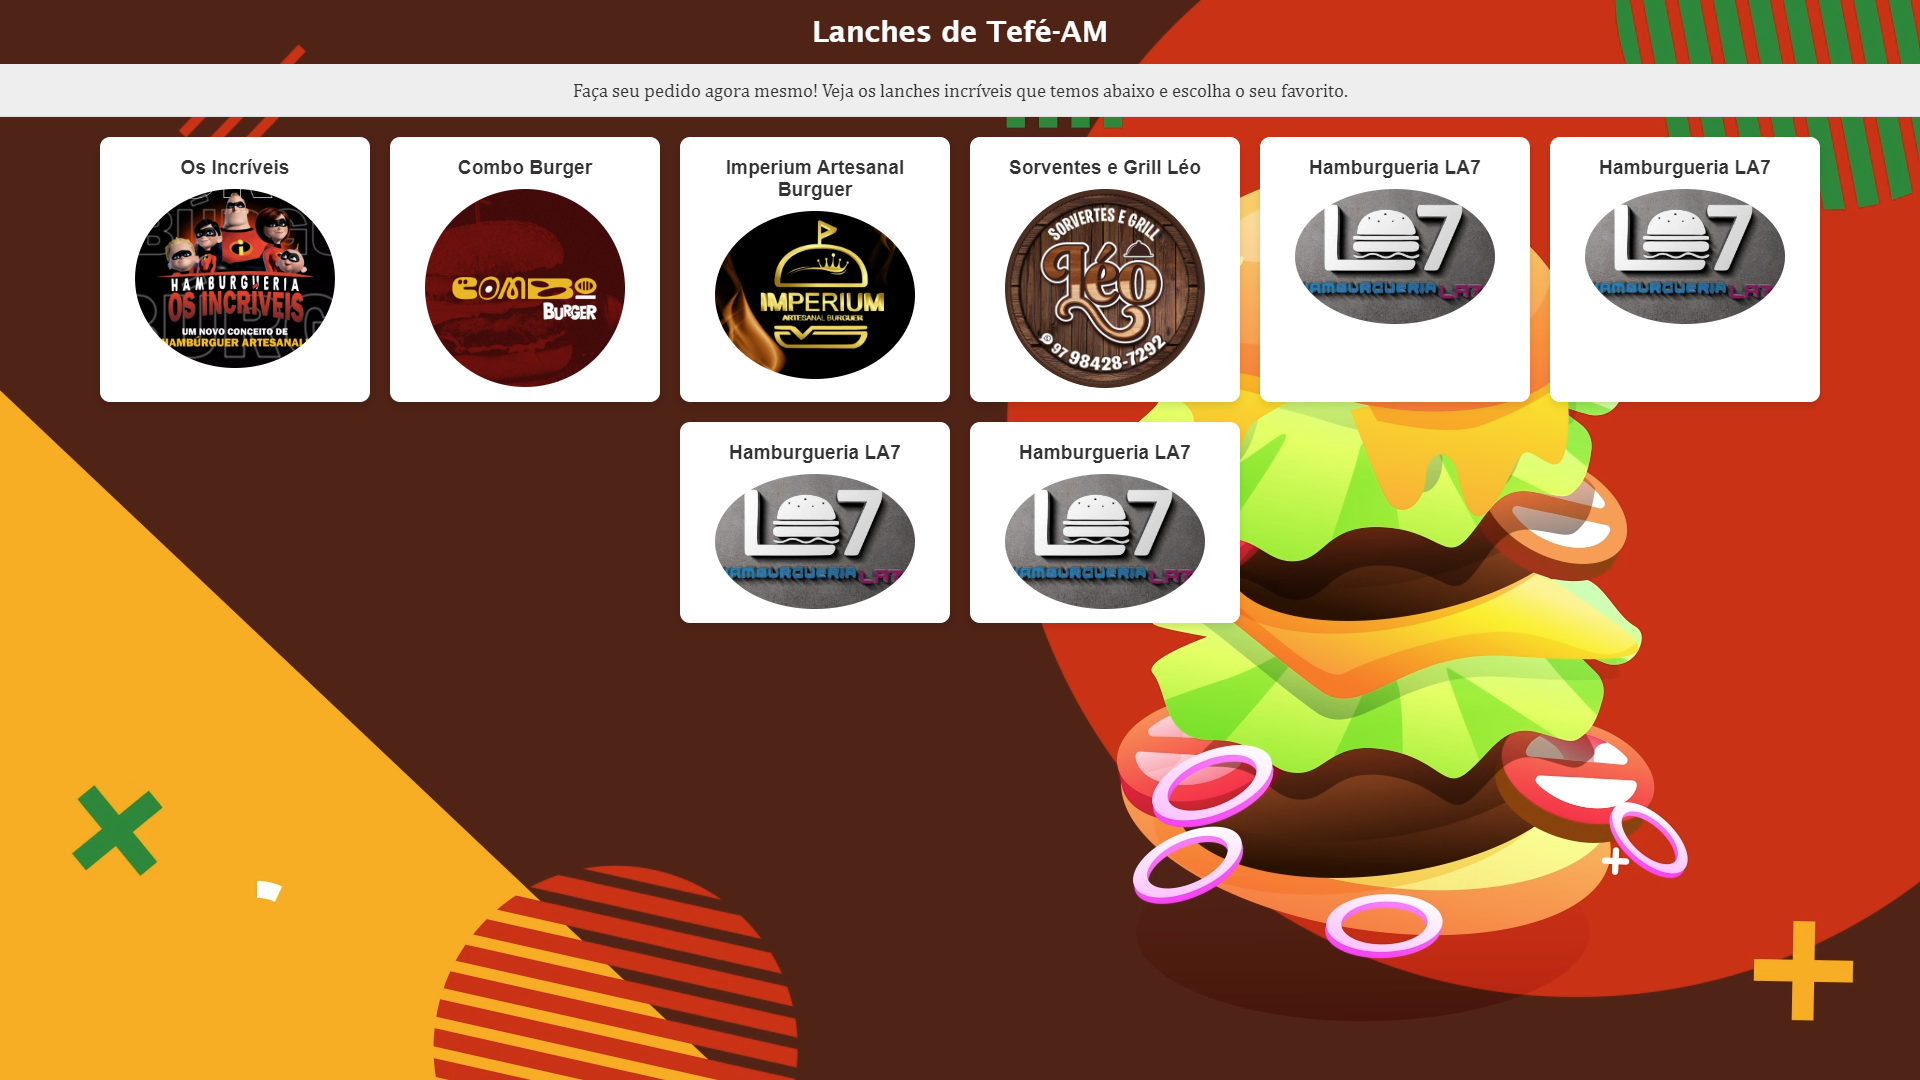 Lanches de Tefé-AM
Faça seu pedido agora mesmo! Veja os lanches incríveis que temos abaixo e escolha o seu favorito.
Os Incríveis
HAMBURGUERIA
OS INCRÍVEIS
UM NOVO CONCEITO DE
HAMBÚRGUER ARTESANAL
Combo Burger
COMBO
BURGER
Imperium Artesanal
Burguer
IMPERIUM
ARTESANAL BURGUER
Sorventes e Grill Léo
SORVERTES E GRILL
Léo
97 98428-7292
Hamburgueria LA7
LA7
HAMBURGUERIA LA7
Hamburgueria LA7
LA7
HAMBURGUERIA LA7
Hamburgueria LA7
LA7
HAMBURGUERIA LA7
Hamburgueria LA7
LA7
HAMBURGUERIA LA7